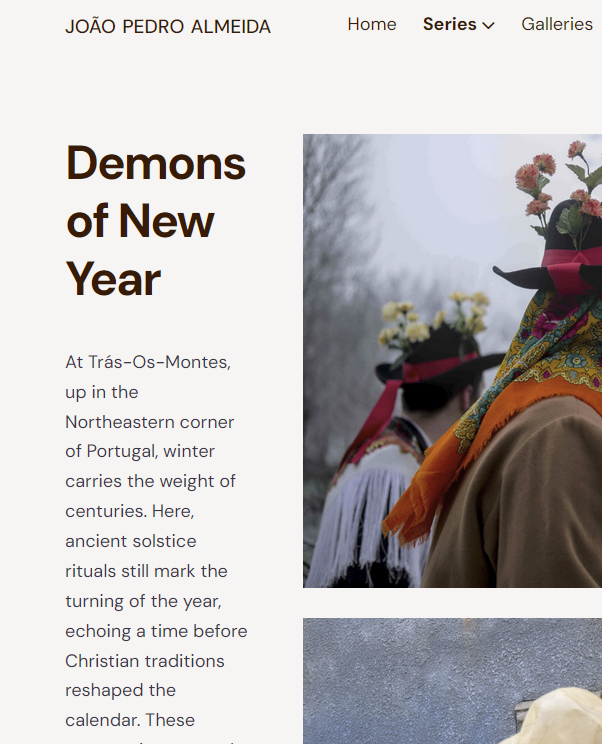 JOÃO PEDRO ALMEIDA
Home
Series
Galleries
Demons
of New
Year
At Trás-Os-Montes,
up in the
Northeastern corner
of Portugal, winter
carries the weight of
centuries. Here,
ancient solstice
rituals still mark the
turning of the year,
echoing a time before
Christian traditions
reshaped the
calendar. These